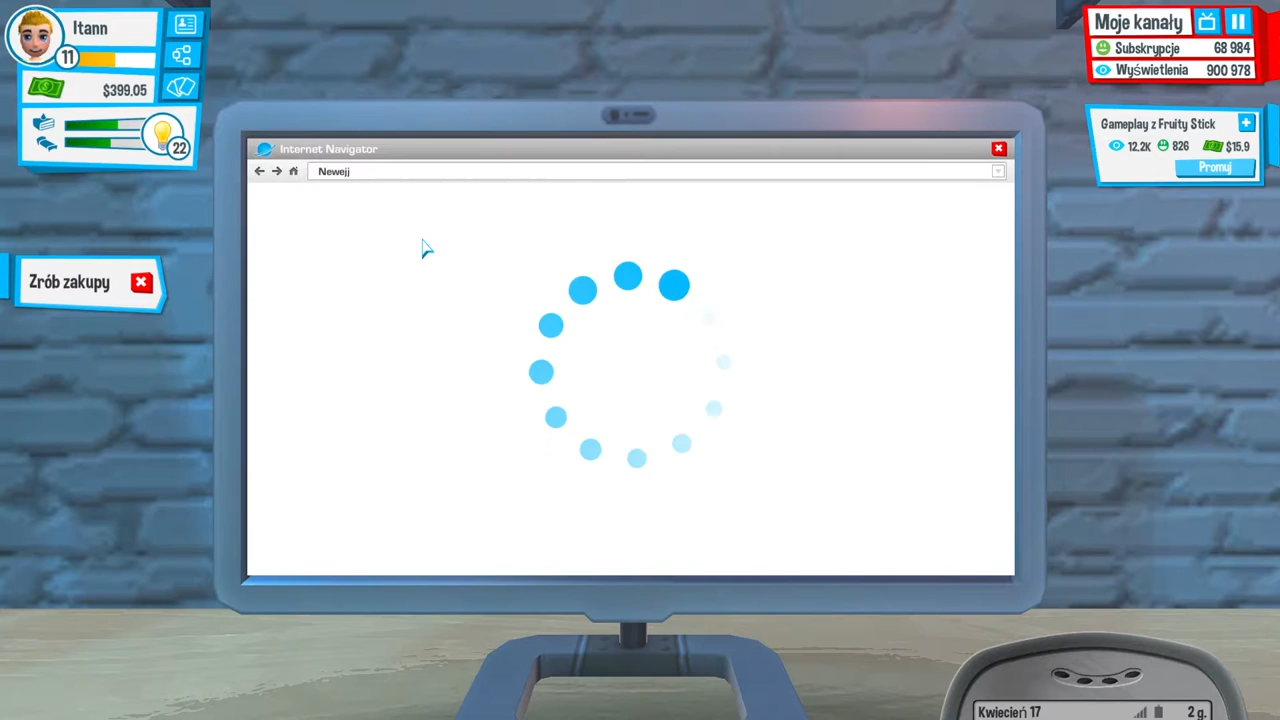 Itann
11
$399.05
22
Zrób zakupy
Internet Navigator
Newejj
Moje kanały
Subskrypcje 68 984
Wyświetlenia 900 978
Gameplay z Fruity Stick
12.2K 826 $15.9
Promuj
Kwiecień 17 2 g.